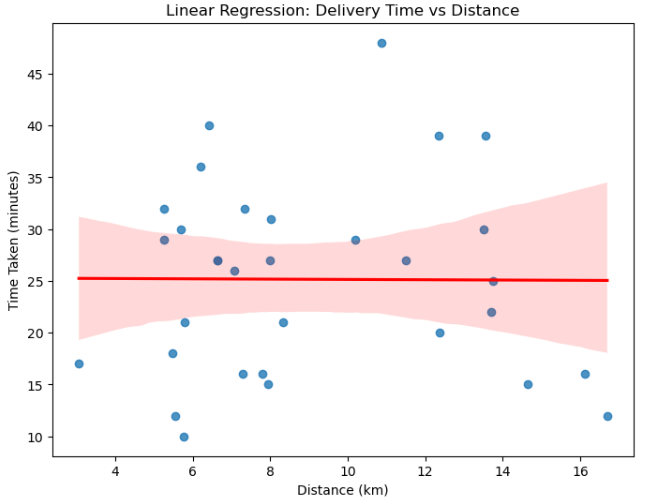 Linear Regression: Delivery Time vs Distance
45
40
35
30
25
20
15
10
Time Taken (minutes)
4 6 8 10 12 14 16
Distance (km)